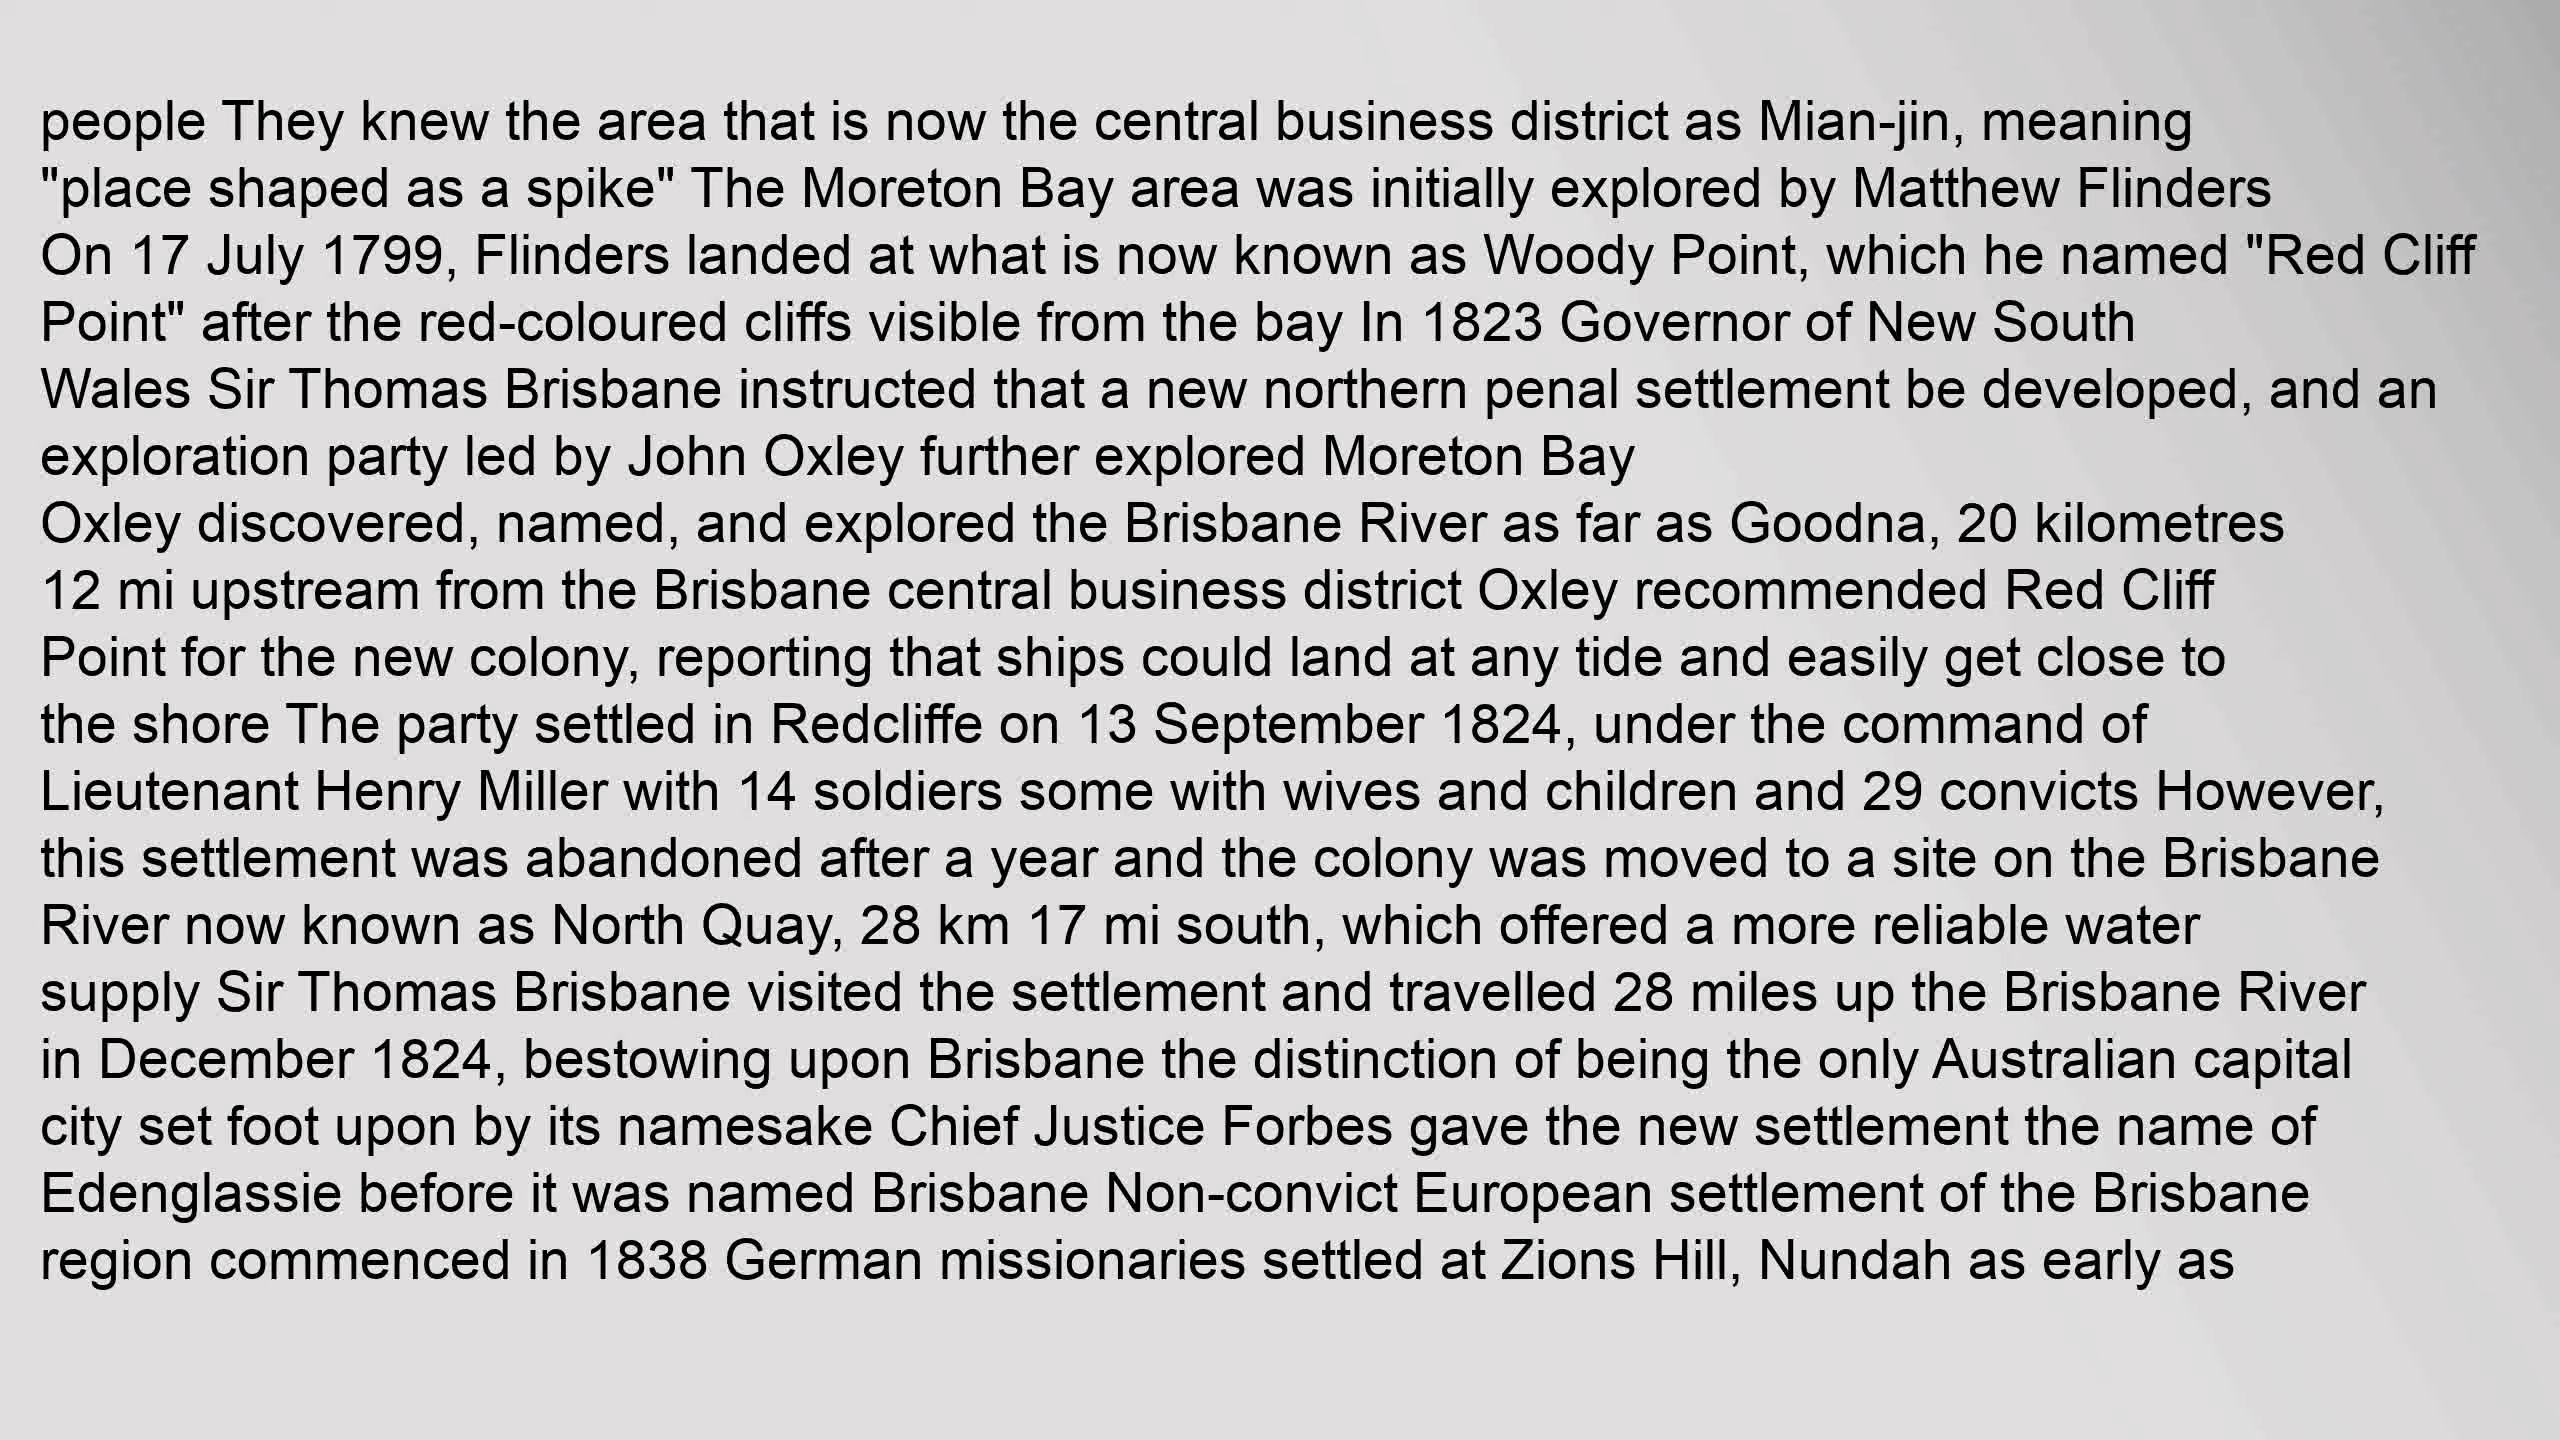 people They knew the area that is now the central business district as Mian-jin, meaning
"place shaped as a spike" The Moreton Bay area was initially explored by Matthew Flinders
On 17 July 1799, Flinders landed at what is now known as Woody Point, which he named "Red Cliff
Point" after the red-coloured cliffs visible from the bay In 1823 Governor of New South
Wales Sir Thomas Brisbane instructed that a new northern penal settlement be developed, and an
exploration party led by John Oxley further explored Moreton Bay
Oxley discovered, named, and explored the Brisbane River as far as Goodna, 20 kilometres
12 mi upstream from the Brisbane central business district Oxley recommended Red Cliff
Point for the new colony, reporting that ships could land at any tide and easily get close to
the shore The party settled in Redcliffe on 13 September 1824, under the command of
Lieutenant Henry Miller with 14 soldiers some with wives and children and 29 convicts However,
this settlement was abandoned after a year and the colony was moved to a site on the Brisbane
River now known as North Quay, 28 km 17 mi south, which offered a more reliable water
supply Sir Thomas Brisbane visited the settlement and travelled 28 miles up the Brisbane River
in December 1824, bestowing upon Brisbane the distinction of being the only Australian capital
city set foot upon by its namesake Chief Justice Forbes gave the new settlement the name of
Edenglassie before it was named Brisbane Non-convict European settlement of the Brisbane
region commenced in 1838 German missionaries settled at Zions Hill, Nundah as early as